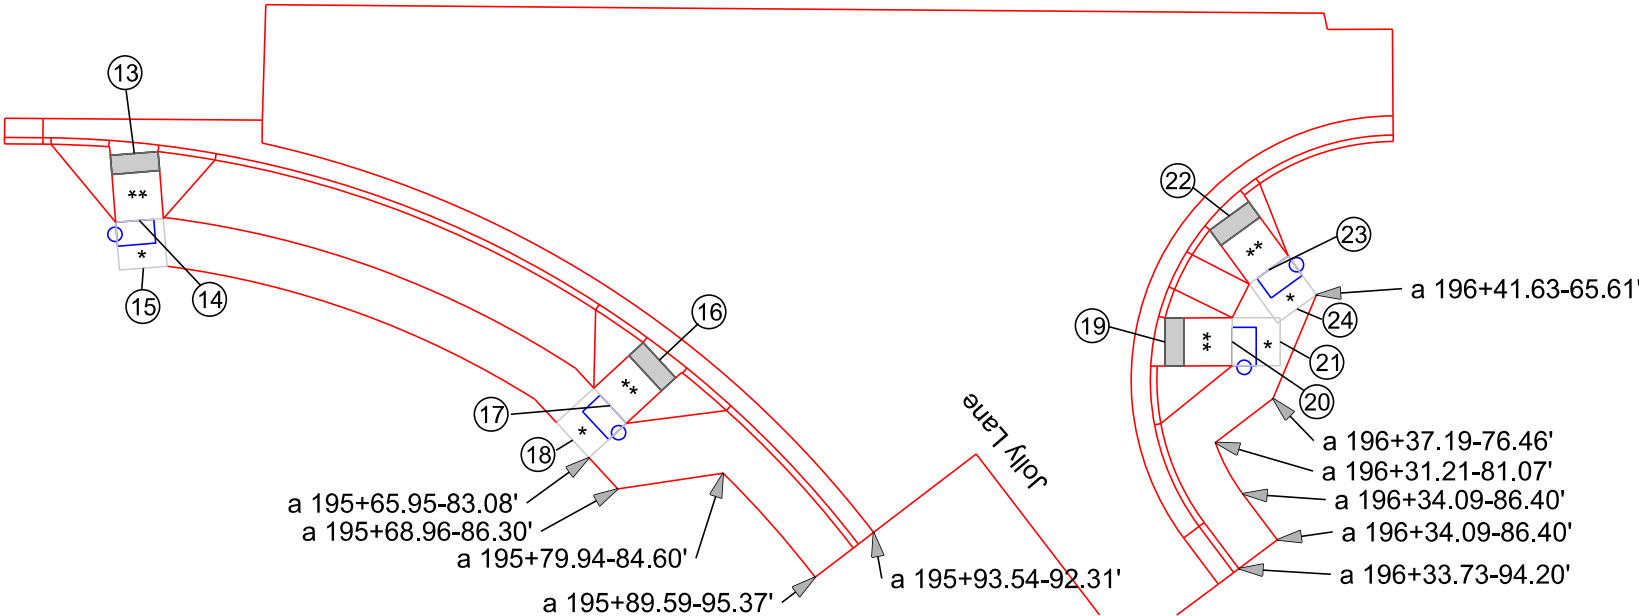 13
**
14
*
15
16
**
17
*
18
a 195+65.95-83.08'
a 195+68.96-86.30'
a 195+79.94-84.60'
a 195+89.59-95.37'
a 195+93.54-92.31'
Jolly Lane
22
**
23
*
24
a 196+41.63-65.61'
19
**
*
21
20
a 196+37.19-76.46'
a 196+31.21-81.07'
a 196+34.09-86.40'
a 196+34.09-86.40'
a 196+33.73-94.20'